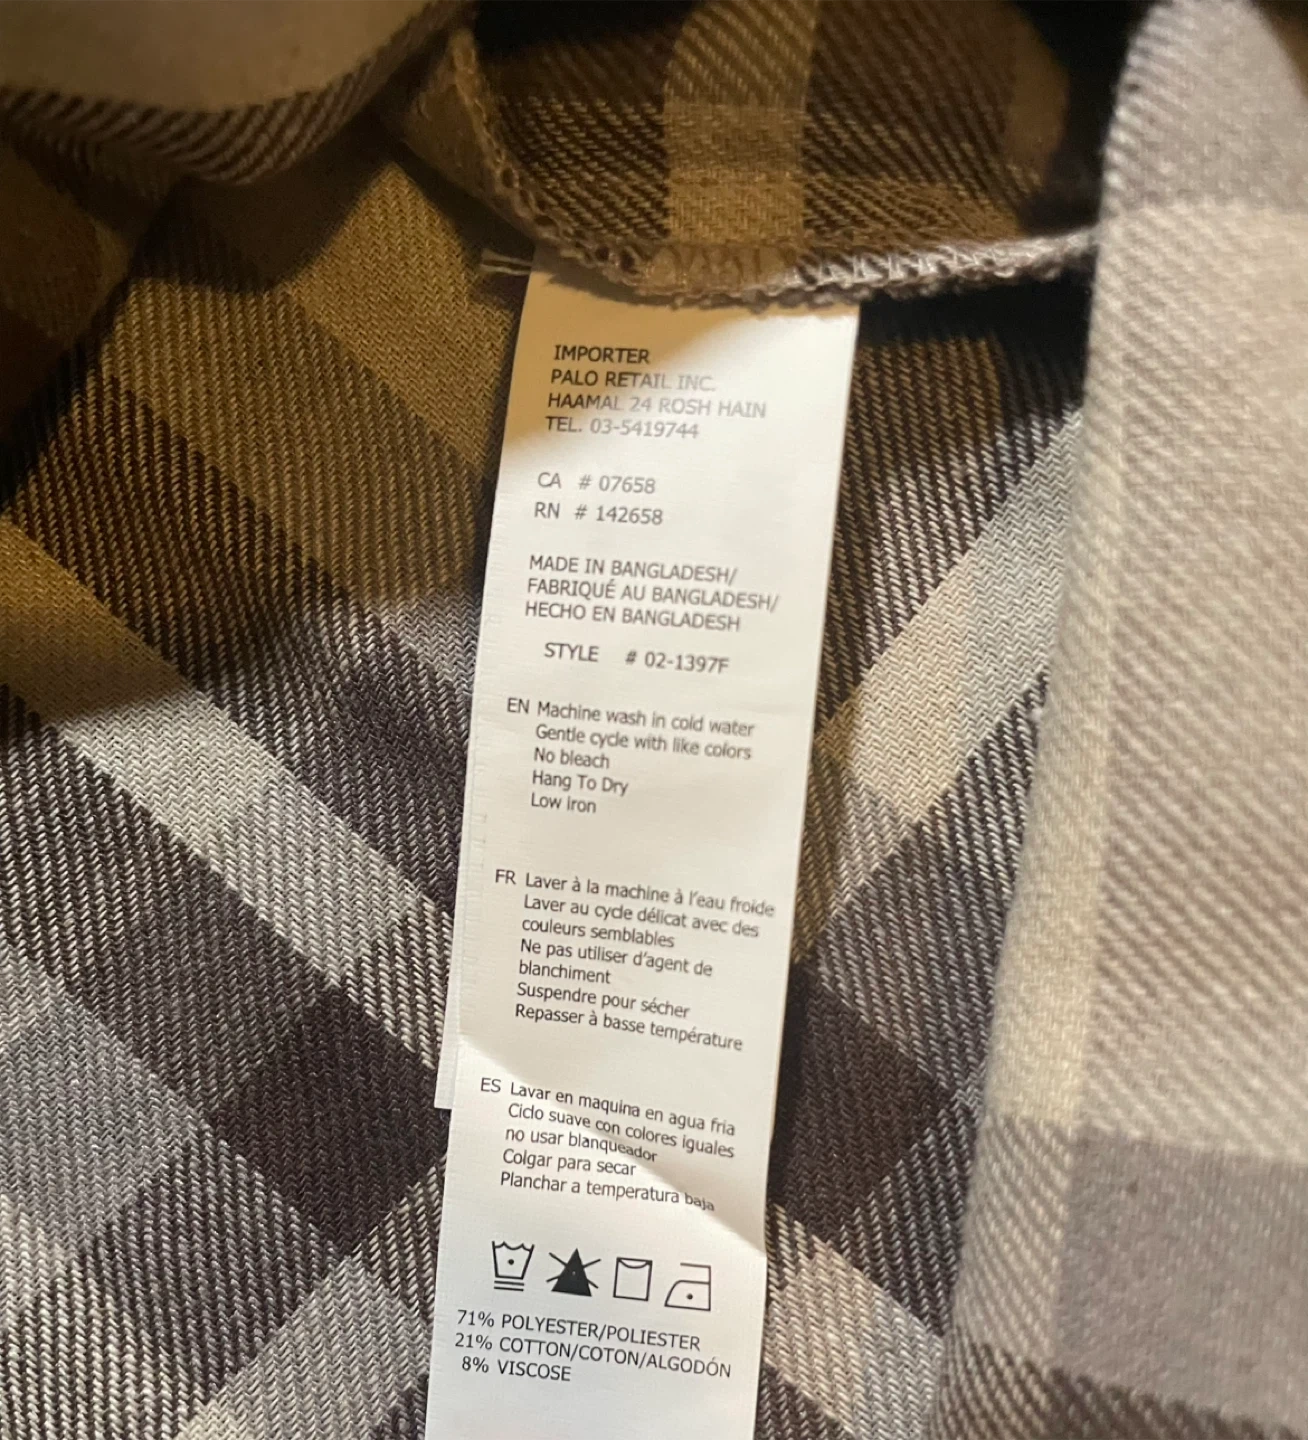 IMPORTER
PALO RETAIL INC.
HAAMAL 24 ROSH HAIN
TEL. 03-5419744
CA # 07658
RN # 142658
MADE IN BANGLADESH/
FABRIQUÉ AU BANGLADESH/
HECHO EN BANGLADESH
STYLE # 02-1397F
EN Machine wash in cold water
Gentle cycle with like colors
No bleach
Hang To Dry
Low iron
FR Laver à la machine à l'eau froide
Laver au cycle délicat avec des
couleurs semblables
Ne pas utiliser d'agent de
blanchiment
Suspendre pour sécher
Repasser à basse température
ES Lavar en maquina en agua fria
Ciclo suave con colores iguales
no usar blanqueador
Colgar para secar
Planchar a temperatura baja
71% POLYESTER/POLIESTER
21% COTTON/COTON/ALGODÓN
8% VISCOSE